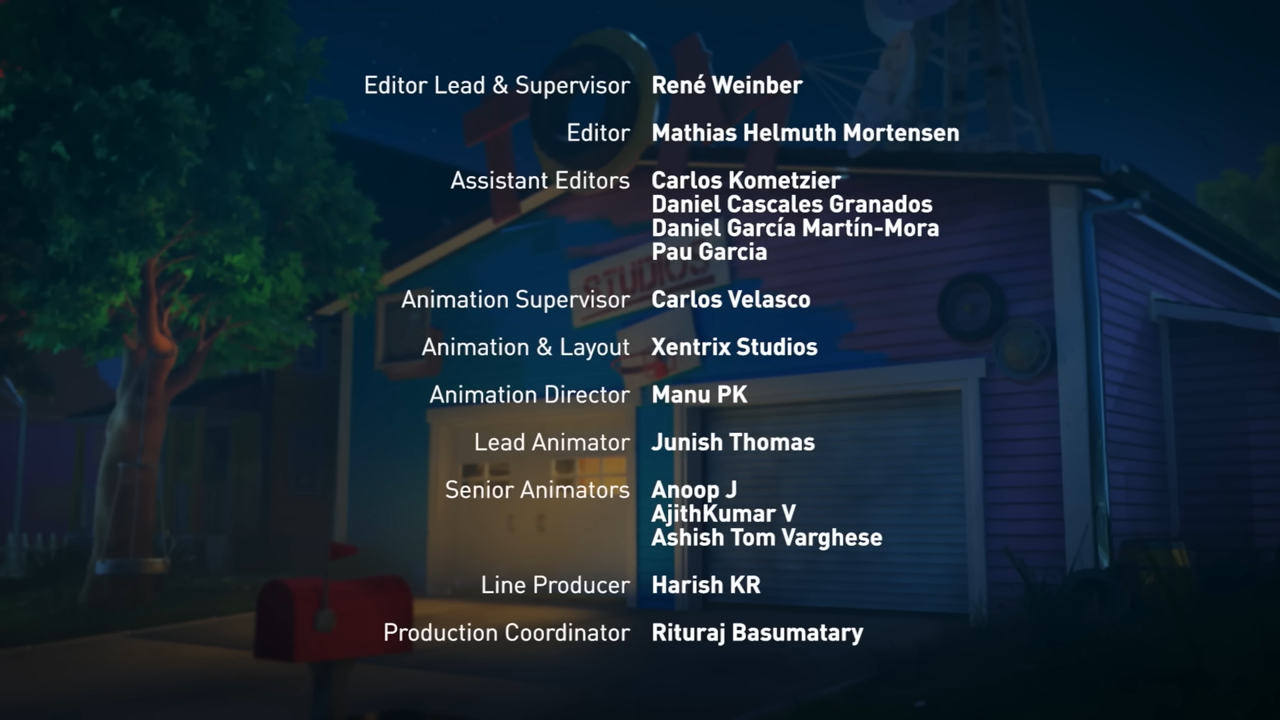 TOM
STUDIOS
Editor Lead & Supervisor René Weinber
Editor Mathias Helmuth Mortensen
Assistant Editors Carlos Kometzier
Daniel Cascales Granados
Daniel García Martín-Mora
Pau Garcia
Animation Supervisor Carlos Velasco
Animation & Layout Xentrix Studios
Animation Director Manu PK
Lead Animator Junish Thomas
Senior Animators Anoop J
AjithKumar V
Ashish Tom Varghese
Line Producer Harish KR
Production Coordinator Rituraj Basumatary